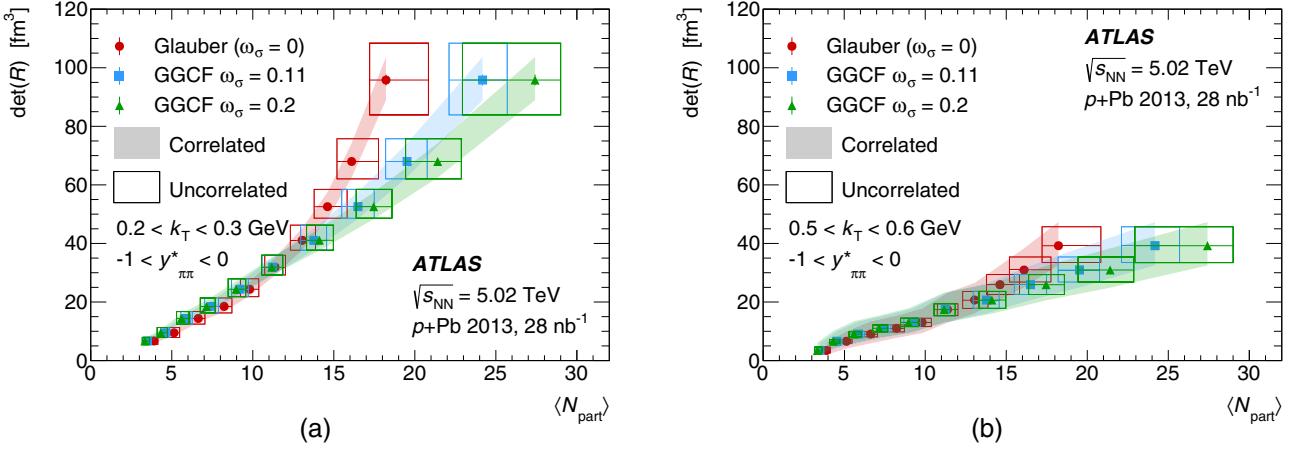 det(R) [fm³]
120
100
80
60
40
20
0
Glauber (ω_σ = 0)
GGCF ω_σ = 0.11
GGCF ω_σ = 0.2
Correlated
Uncorrelated
0.2 < k_T < 0.3 GeV
-1 < y*_ππ < 0
ATLAS
√s_NN = 5.02 TeV
p+Pb 2013, 28 nb⁻¹
0 5 10 15 20 25 30
⟨N_part⟩
(a)
det(R) [fm³]
120
100
80
60
40
20
0
Glauber (ω_σ = 0)
GGCF ω_σ = 0.11
GGCF ω_σ = 0.2
Correlated
Uncorrelated
0.5 < k_T < 0.6 GeV
-1 < y*_ππ < 0
ATLAS
√s_NN = 5.02 TeV
p+Pb 2013, 28 nb⁻¹
0 5 10 15 20 25 30
⟨N_part⟩
(b)